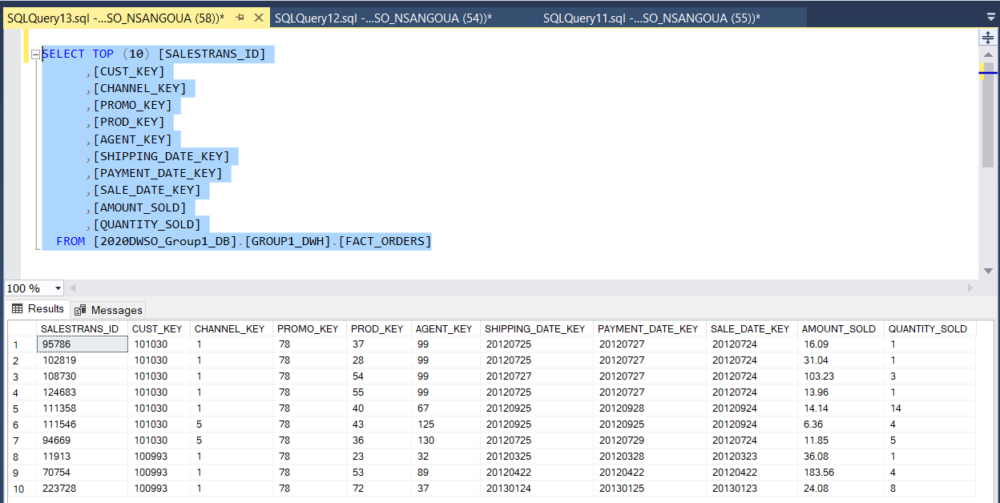 SQLQuery13.sql -...SO_NSANGOUA (58))* SQLQuery12.sql -...SO_NSANGOUA (54))* SQLQuery11.sql -...SO_NSANGOUA (55))*
SELECT TOP (10) [SALESTRANS_ID]
,[CUST_KEY]
,[CHANNEL_KEY]
,[PROMO_KEY]
,[PROD_KEY]
,[AGENT_KEY]
,[SHIPPING_DATE_KEY]
,[PAYMENT_DATE_KEY]
,[SALE_DATE_KEY]
,[AMOUNT_SOLD]
,[QUANTITY_SOLD]
FROM [2020DWSO_Group1_DB].[GROUP1_DWH].[FACT_ORDERS]
100 %
Results Messages
SALESTRANS_ID CUST_KEY CHANNEL_KEY PROMO_KEY PROD_KEY AGENT_KEY SHIPPING_DATE_KEY PAYMENT_DATE_KEY SALE_DATE_KEY AMOUNT_SOLD QUANTITY_SOLD
1 95786 101030 1 78 37 99 20120725 20120727 20120724 16.09 1
2 102819 101030 1 78 28 99 20120725 20120727 20120724 31.04 1
3 108730 101030 1 78 54 99 20120727 20120727 20120724 103.23 3
4 124683 101030 1 78 55 99 20120725 20120727 20120724 13.96 1
5 111358 101030 1 78 40 67 20120925 20120928 20120924 14.14 14
6 111546 101030 5 78 43 125 20120925 20120925 20120924 6.36 4
7 94669 101030 5 78 36 130 20120725 20120729 20120724 11.85 5
8 11913 100993 1 78 23 32 20120325 20120328 20120323 36.08 1
9 70754 100993 1 78 53 89 20120422 20120422 20120422 183.56 4
10 223728 100993 1 78 72 37 20130124 20130125 20130123 24.08 8